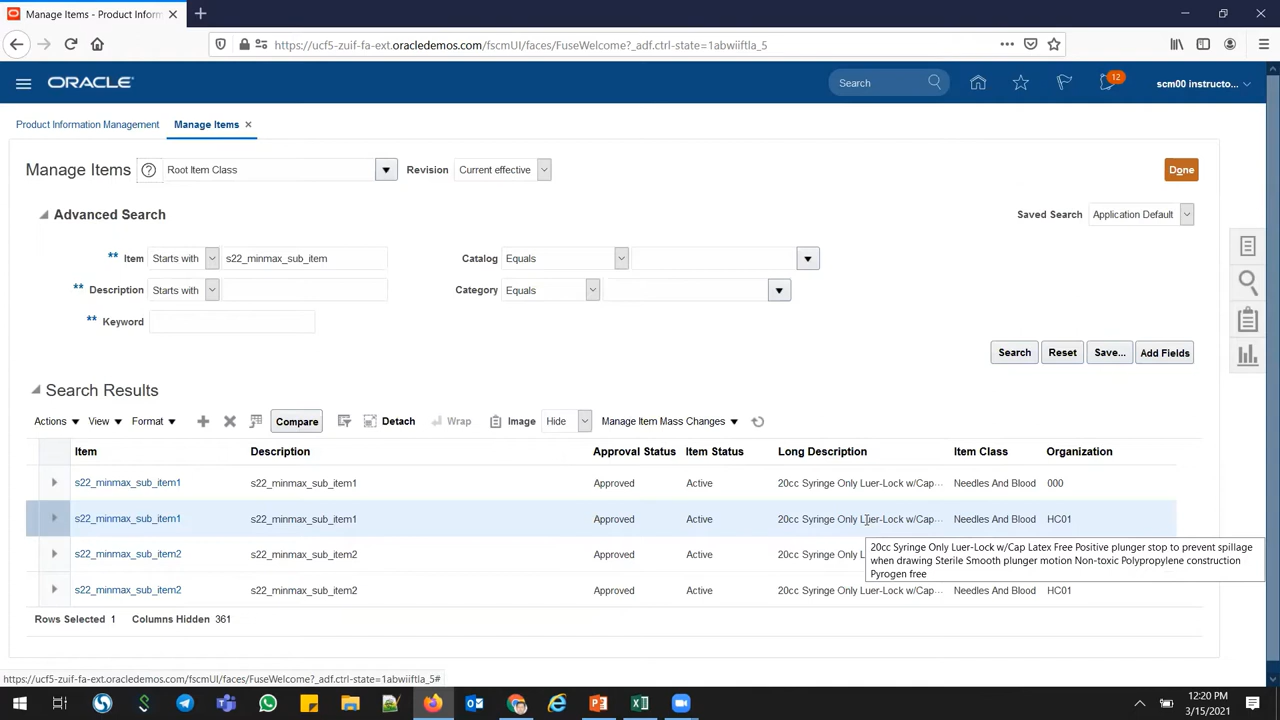 Manage Items - Product Inform
https://ucf5-zuif-fa-ext.oracledemos.com/fscmUI/faces/FuseWelcome?_adf.ctrl-state=1abwiiftla_5
ORACLE
Search
12
scm00 instructo...
Product Information Management
Manage Items
Manage Items
Root Item Class
Revision
Current effective
Done
Advanced Search
Saved Search
Application Default
** Item
Starts with
s22_minmax_sub_item
Catalog
Equals
** Description
Starts with
Category
Equals
** Keyword
Search
Reset
Save...
Add Fields
Search Results
Actions
View
Format
Compare
Detach
Wrap
Image
Hide
Manage Item Mass Changes
Item Description Approval Status Item Status Long Description Item Class Organization
s22_minmax_sub_item1 s22_minmax_sub_item1 Approved Active 20cc Syringe Only Luer-Lock w/Cap... Needles And Blood 000
s22_minmax_sub_item1 s22_minmax_sub_item1 Approved Active 20cc Syringe Only Luer-Lock w/Cap... Needles And Blood HC01
s22_minmax_sub_item2 s22_minmax_sub_item2 Approved Active 20cc Sy
20cc Syringe Only Luer-Lock w/Cap Latex Free Positive plunger stop to prevent spillage
when drawing Sterile Smooth plunger motion Non-toxic Polypropylene construction
Pyrogen free
s22_minmax_sub_item2 s22_minmax_sub_item2 Approved Active 20cc Syringe Only Luer-Lock w/Cap... Needles And Blood HC01
Rows Selected 1 Columns Hidden 361
https://ucf5-zuif-fa-ext.oracledemos.com/fscmUI/faces/FuseWelcome?_adf.ctrl-state=1abwiiftla_5#
12:20 PM
3/15/2021